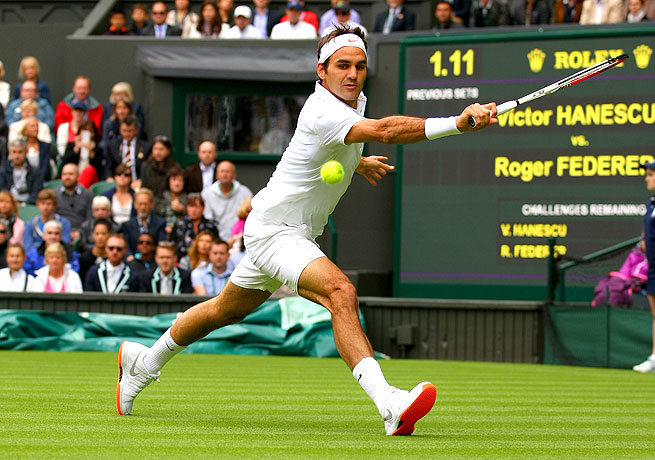 1.11
ROLEX
PREVIOUS SETS
Victor HANESCU
vs.
Roger FEDERER
CHALLENGES REMAINING
V. HANESCU
R. FEDERER